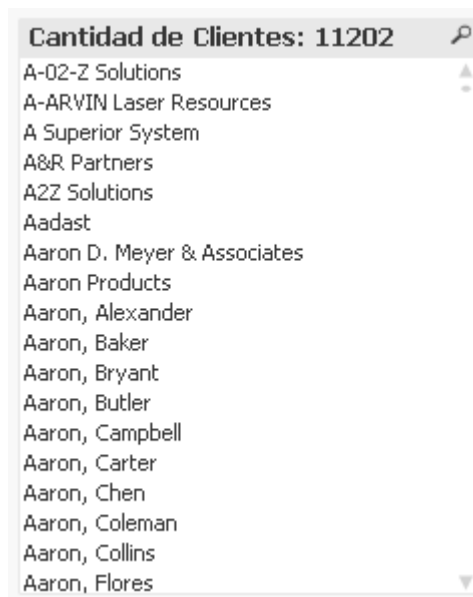 Cantidad de Clientes: 11202
A-02-Z Solutions
A-ARVIN Laser Resources
A Superior System
A&R Partners
A2Z Solutions
Aadast
Aaron D. Meyer & Associates
Aaron Products
Aaron, Alexander
Aaron, Baker
Aaron, Bryant
Aaron, Butler
Aaron, Campbell
Aaron, Carter
Aaron, Chen
Aaron, Coleman
Aaron, Collins
Aaron, Flores